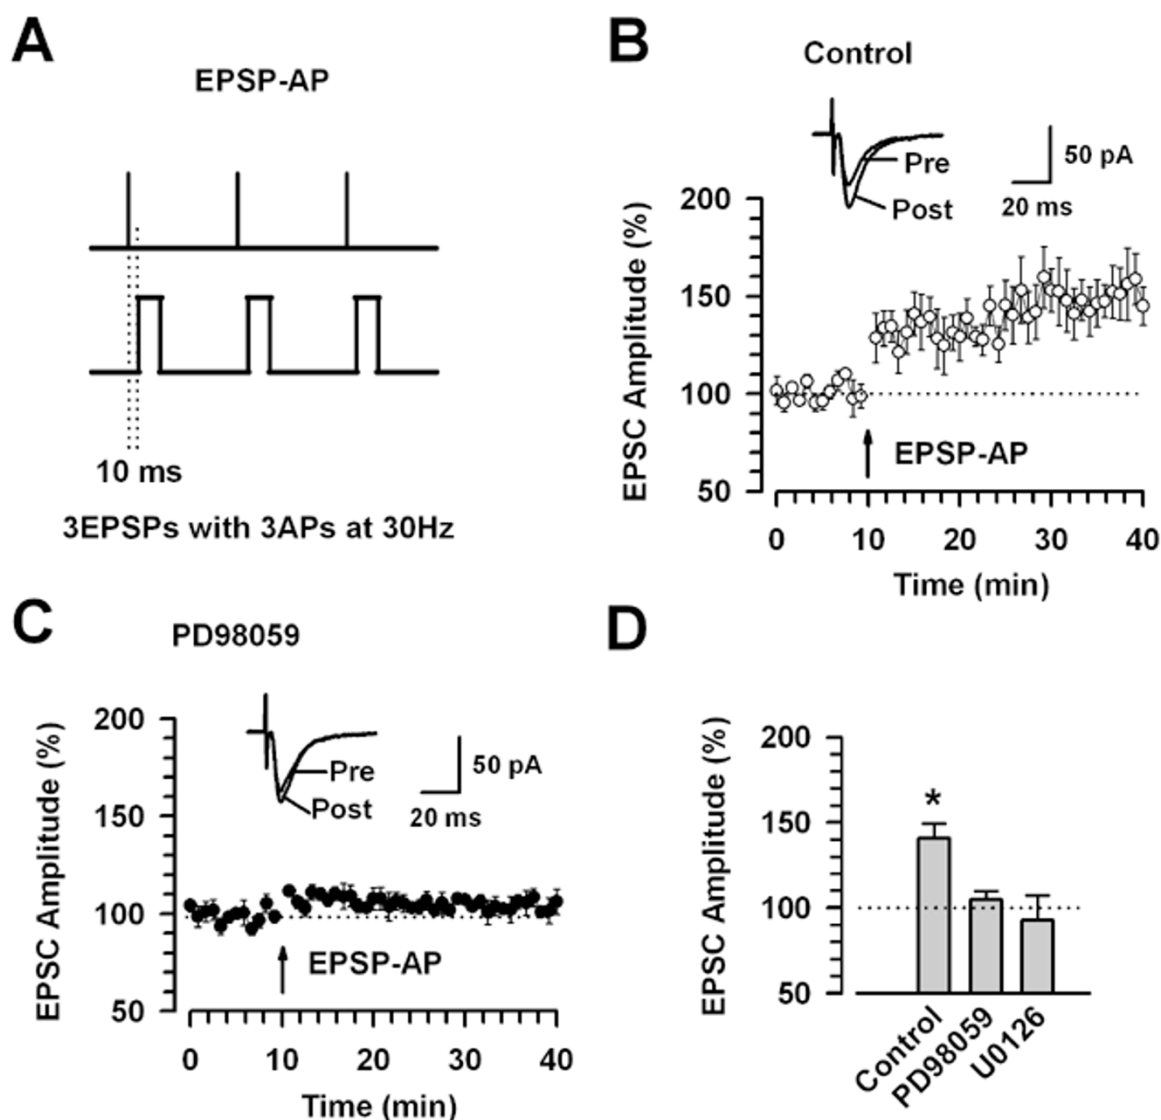 A
EPSP-AP
10 ms
3EPSPs with 3APs at 30Hz
B
Control
Pre
Post
50 pA
20 ms
EPSC Amplitude (%)
200
150
100
50
EPSP-AP
0 10 20 30 40
Time (min)
C
PD98059
Pre
Post
50 pA
20 ms
EPSC Amplitude (%)
200
150
100
50
EPSP-AP
0 10 20 30 40
Time (min)
D
EPSC Amplitude (%)
200
150
100
50
*
Control
PD98059
U0126